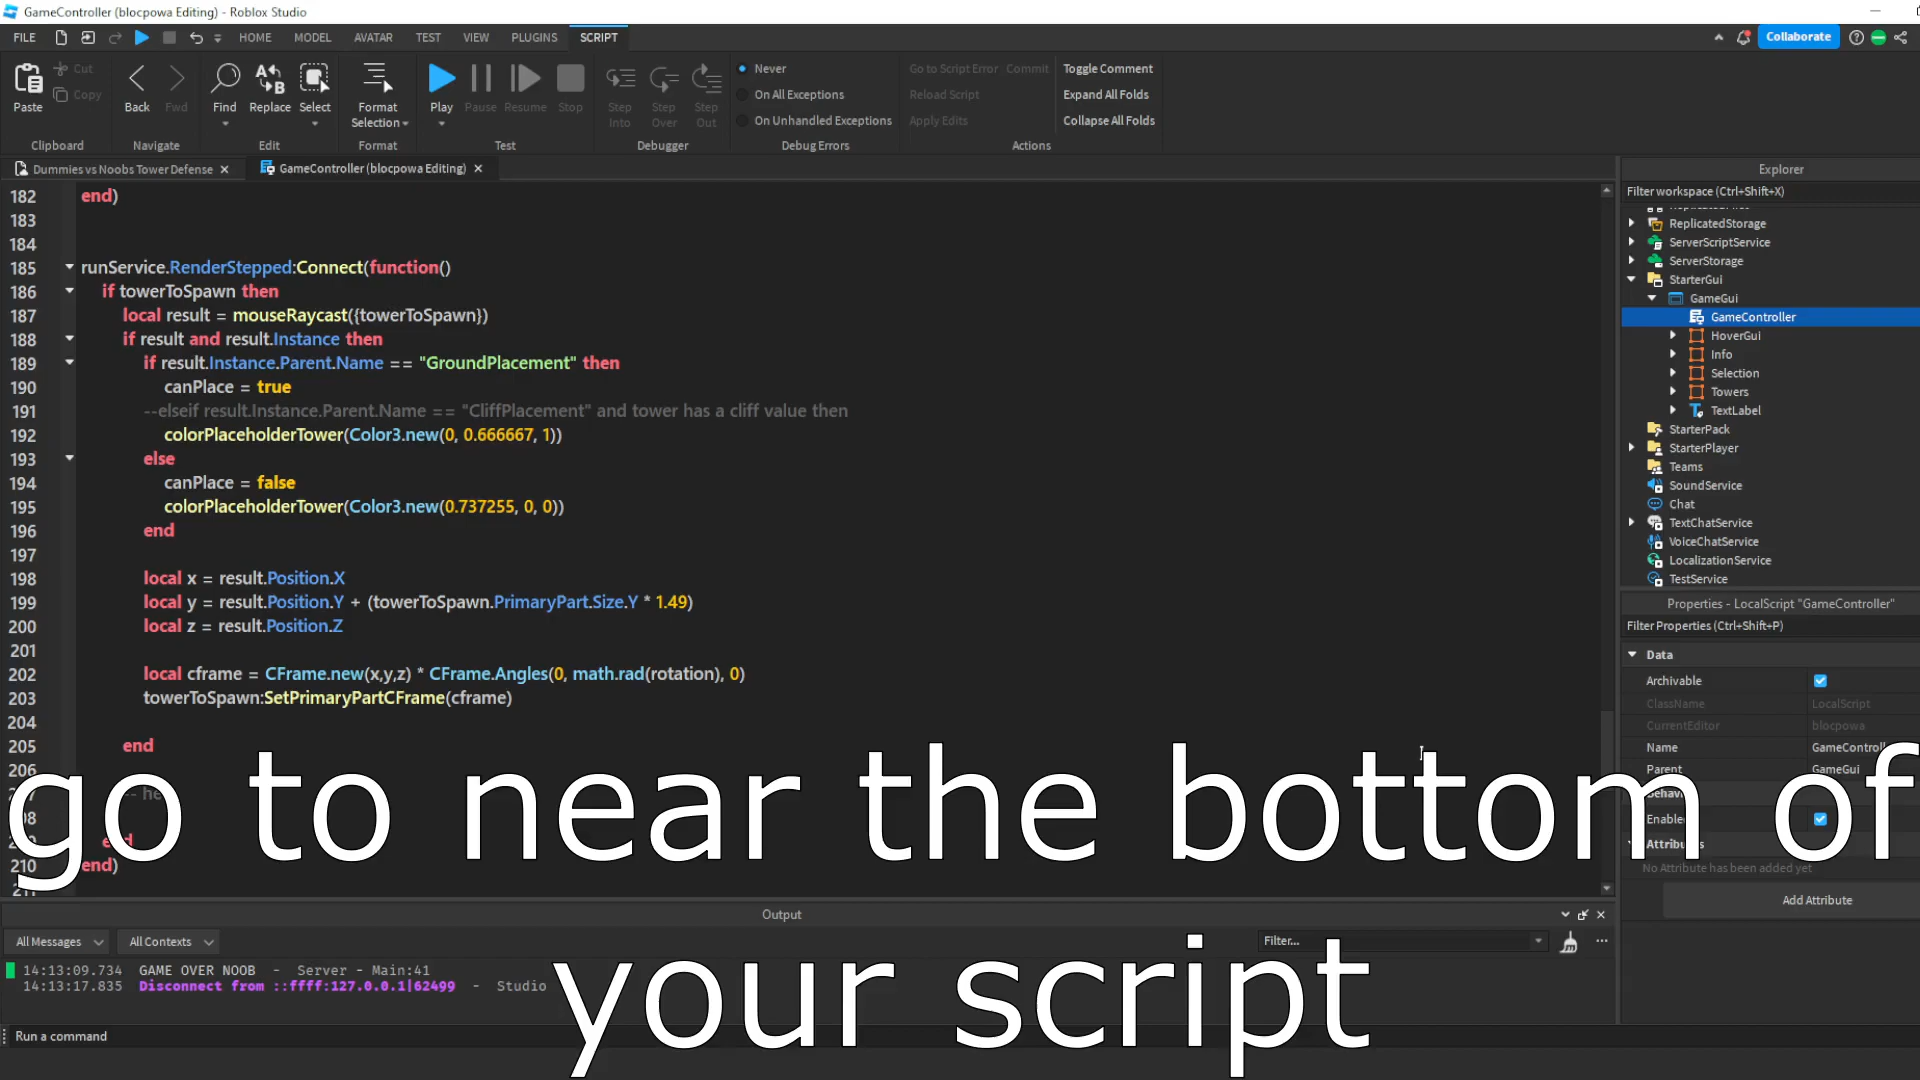 GameController (blocpowa Editing) - Roblox Studio
FILE HOME MODEL AVATAR TEST VIEW PLUGINS SCRIPT Collaborate
Paste
Cut
Copy
Clipboard
Back Fwd
Navigate
Find Replace Select
Edit
Format
Selection
Format
Play Pause Resume Stop
Test
Step
Into
Step
Over
Step
Out
Debugger
Never
On All Exceptions
On Unhandled Exceptions
Debug Errors
Go to Script Error Commit Toggle Comment
Reload Script Expand All Folds
Apply Edits Collapse All Folds
Actions
Dummies vs Noobs Tower Defense GameController (blocpowa Editing)
182 end)
183
184
185 runService.RenderStepped:Connect(function()
186 if towerToSpawn then
187 local result = mouseRaycast({towerToSpawn})
188 if result and result.Instance then
189 if result.Instance.Parent.Name == "GroundPlacement" then
190 canPlace = true
191 --elseif result.Instance.Parent.Name == "CliffPlacement" and tower has a cliff value then
192 colorPlaceholderTower(Color3.new(0, 0.666667, 1))
193 else
194 canPlace = false
195 colorPlaceholderTower(Color3.new(0.737255, 0, 0))
196 end
197
198 local x = result.Position.X
199 local y = result.Position.Y + (towerToSpawn.PrimaryPart.Size.Y * 1.49)
200 local z = result.Position.Z
201
202 local cframe = CFrame.new(x,y,z) * CFrame.Angles(0, math.rad(rotation), 0)
203 towerToSpawn:SetPrimaryPartCFrame(cframe)
204
205 end
206
end
210 end)
go to near the bottom of
your script
Explorer
Filter workspace (Ctrl+Shift+X)
ReplicatedStorage
ServerScriptService
ServerStorage
StarterGui
GameGui
GameController
HoverGui
Info
Selection
Towers
TextLabel
StarterPack
StarterPlayer
Teams
SoundService
Chat
TextChatService
VoiceChatService
LocalizationService
TestService
Properties - LocalScript "GameController"
Filter Properties (Ctrl+Shift+P)
Data
Archivable
ClassName LocalScript
CurrentEditor blocpowa
Name
Parent GameGui
No Attribute has been added yet
Add Attribute
Output
All Messages All Contexts Filter...
14:13:09.734 GAME OVER NOOB - Server - Main:41
14:13:17.835 Disconnect from ::ffff:127.0.0.1|62499 - Studio
Run a command